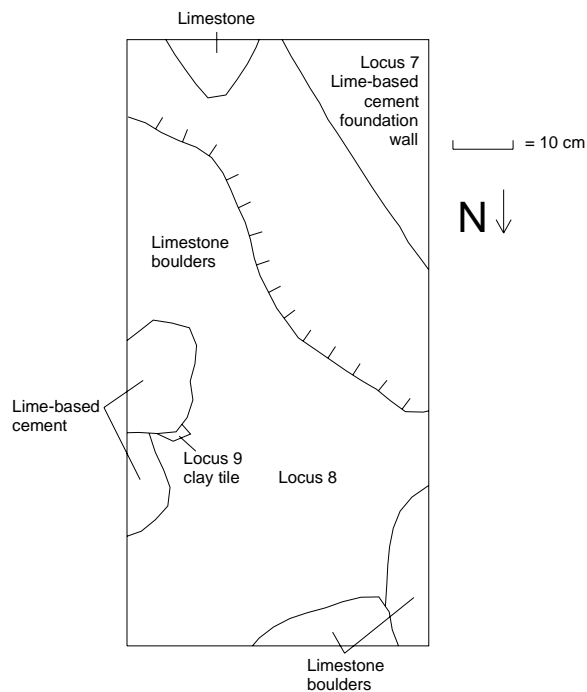 Limestone
Locus 7
Lime-based
cement
foundation
wall
= 10 cm
N
Limestone
boulders
Lime-based
cement
Locus 9
clay tile
Locus 8
Limestone
boulders